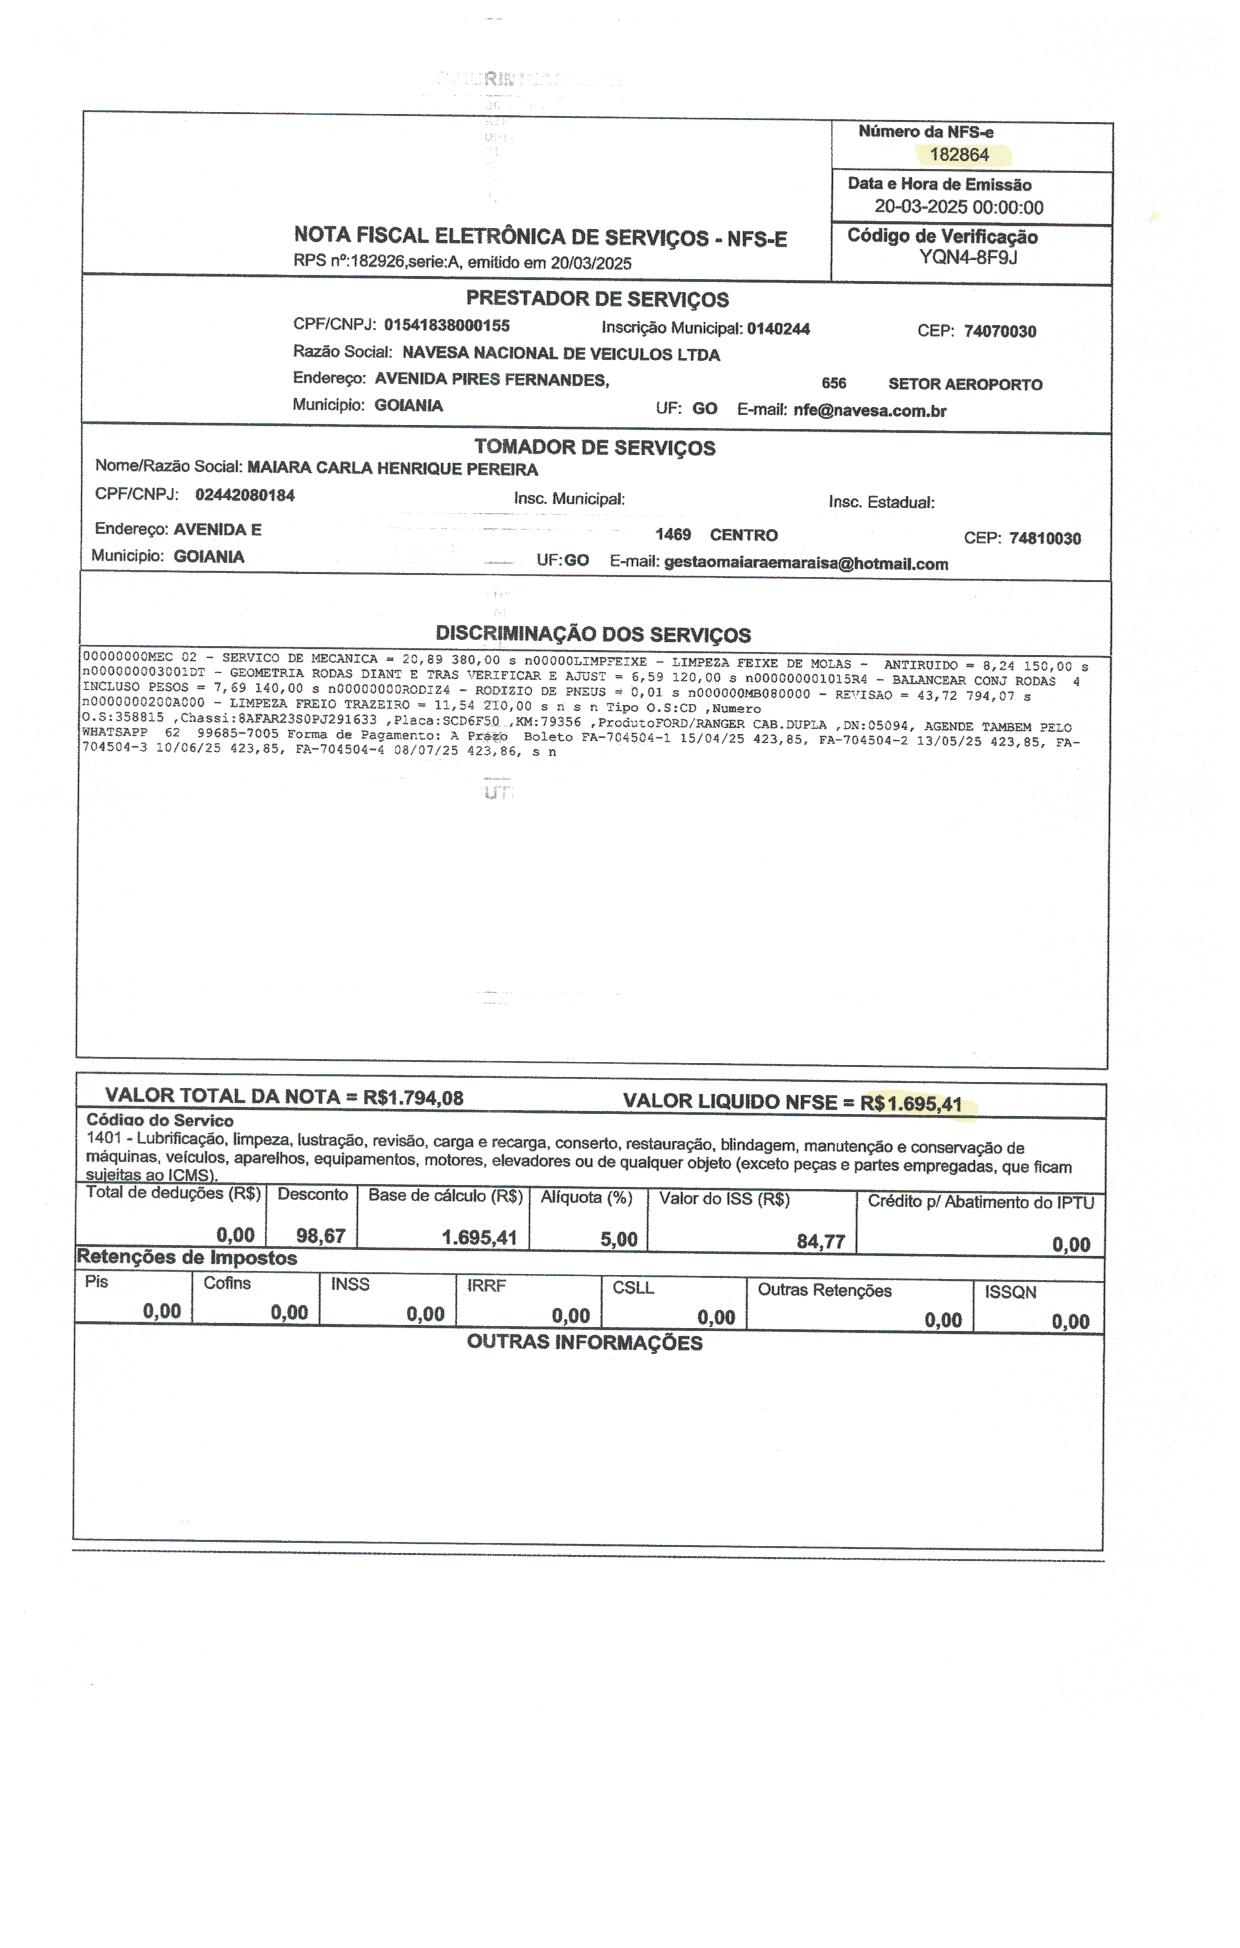 Número da NFS-e
182864
Data e Hora de Emissão
20-03-2025 00:00:00
NOTA FISCAL ELETRÔNICA DE SERVIÇOS - NFS-E
Código de Verificação
YQN4-8F9J
RPS nº:182926,serie:A, emitido em 20/03/2025
PRESTADOR DE SERVIÇOS
CPF/CNPJ: 01541838000155 Inscrição Municipal: 0140244 CEP: 74070030
Razão Social: NAVESA NACIONAL DE VEICULOS LTDA
Endereço: AVENIDA PIRES FERNANDES, 656 SETOR AEROPORTO
Municipio: GOIANIA UF: GO E-mail: nfe@navesa.com.br
TOMADOR DE SERVIÇOS
Nome/Razão Social: MAIARA CARLA HENRIQUE PEREIRA
CPF/CNPJ: 02442080184 Insc. Municipal: Insc. Estadual:
Endereço: AVENIDA E 1469 CENTRO CEP: 74810030
Municipio: GOIANIA UF:GO E-mail: gestaomaiaraemaraisa@hotmail.com
DISCRIMINAÇÃO DOS SERVIÇOS
00000000MEC 02 - SERVICO DE MECANICA = 20,89 380,00 s n00000LIMPFEIXE - LIMPEZA FEIXE DE MOLAS - ANTIRUIDO = 8,24 150,00 s
n000000003001DT - GEOMETRIA RODAS DIANT E TRAS VERIFICAR E AJUST = 6,59 120,00 s n000000001015R4 - BALANCEAR CONJ RODAS 4
INCLUSO PESOS = 7,69 140,00 s n00000000RODIZ4 - RODIZIO DE PNEUS = 0,01 s n000000MB080000 - REVISAO = 43,72 794,07 s
n0000000200A000 - LIMPEZA FREIO TRAZEIRO = 11,54 210,00 s n s n Tipo O.S:CD ,Numero
O.S:358815 ,Chassi:8AFAR23S0PJ291633 ,Placa:SCD6F50 ,KM:79356 ,ProdutoFORD/RANGER CAB.DUPLA ,DN:05094, AGENDE TAMBEM PELO
WHATSAPP 62 99685-7005 Forma de Pagamento: A Prazo Boleto FA-704504-1 15/04/25 423,85, FA-704504-2 13/05/25 423,85, FA-
704504-3 10/06/25 423,85, FA-704504-4 08/07/25 423,86, s n
UT
VALOR TOTAL DA NOTA = R$1.794,08 VALOR LIQUIDO NFSE = R$1.695,41
Código do Servico
1401 - Lubrificação, limpeza, lustração, revisão, carga e recarga, conserto, restauração, blindagem, manutenção e conservação de
máquinas, veículos, aparelhos, equipamentos, motores, elevadores ou de qualquer objeto (exceto peças e partes empregadas, que ficam
sujeitas ao ICMS).
Total de deduções (R$) Desconto Base de cálculo (R$) Alíquota (%) Valor do ISS (R$) Crédito p/ Abatimento do IPTU
0,00 98,67 1.695,41 5,00 84,77 0,00
Retenções de Impostos
Pis Cofins INSS IRRF CSLL Outras Retenções ISSQN
0,00 0,00 0,00 0,00 0,00 0,00 0,00
OUTRAS INFORMAÇÕES